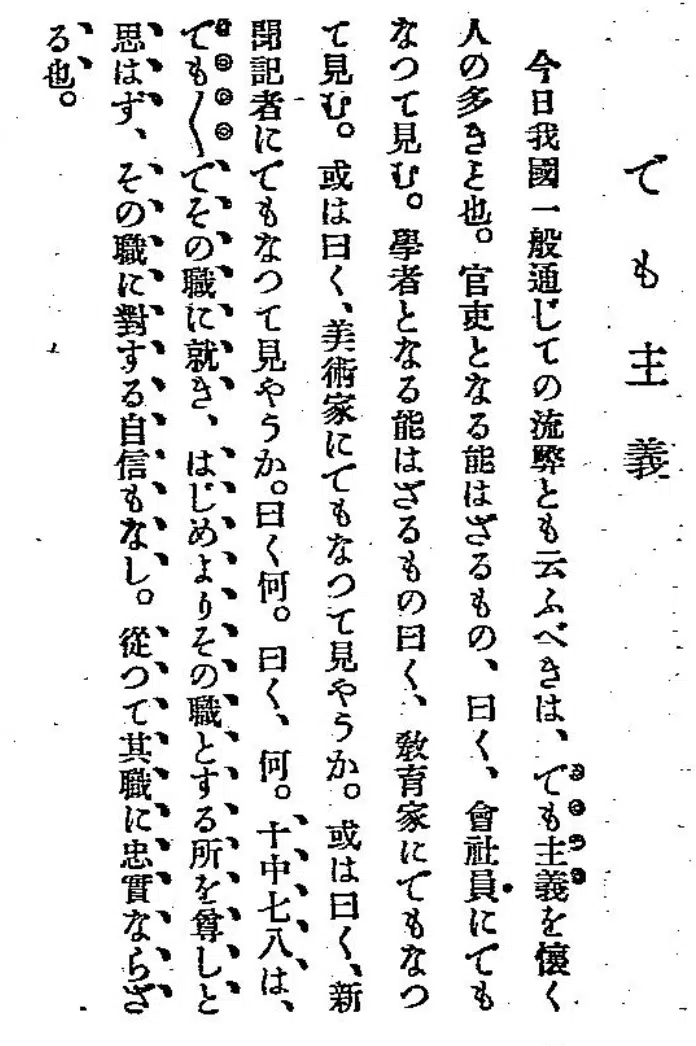 でも主義
今日我國一般通じての流弊とも云ふべきは、でも主義を懷く
人の多きと也。官吏となる能はざるもの、曰く、會社員にても
なつて見む。學者となる能はざるもの曰く、敎育家にてもなつ
て見む。或は曰く、美術家にてもなつて見やうか。或は曰く、新
聞記者にてもなつて見やうか。曰く何。曰く、何。十中七八は、
でも〳〵でその職に就き、はじめよりその職とする所を尊しと
思はず、その職に對する自信もなし。從つて其職に忠實ならざ
る也。